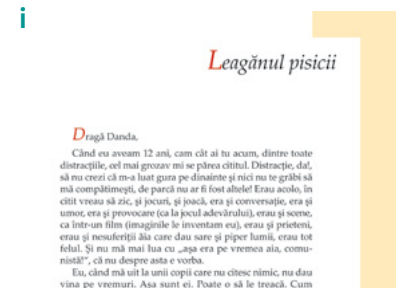 i
Leagănul pisicii
Dragă Danda,
Când eu aveam 12 ani, cam cât ai tu acum, dintre toate
distracțiile, cel mai grozav mi se părea cititul. Distracție, da!,
să nu crezi că m-a luat gura pe dinainte și nici nu te grăbi să
mă compătimești, de parcă nu ar fi fost altele! Erau acolo, în
citit vreau să zic, și jocuri, și joacă, era și conversație, era și
umor, era și provocare (ca la jocul adevărului), erau și scene,
ca într-un film (imaginile le inventam eu), erau și prieteni,
erau și nesuferiții ăia care dau sare și piper lumii, erau tot
felul. Și nu mă mai lua cu „așa era pe vremea aia, comu-
nistă!”, că nu despre asta e vorba.
Eu, când mă uit la unii copii care nu citesc nimic, nu dau
vina pe vremuri. Așa sunt ei. Poate o să le treacă. Cum